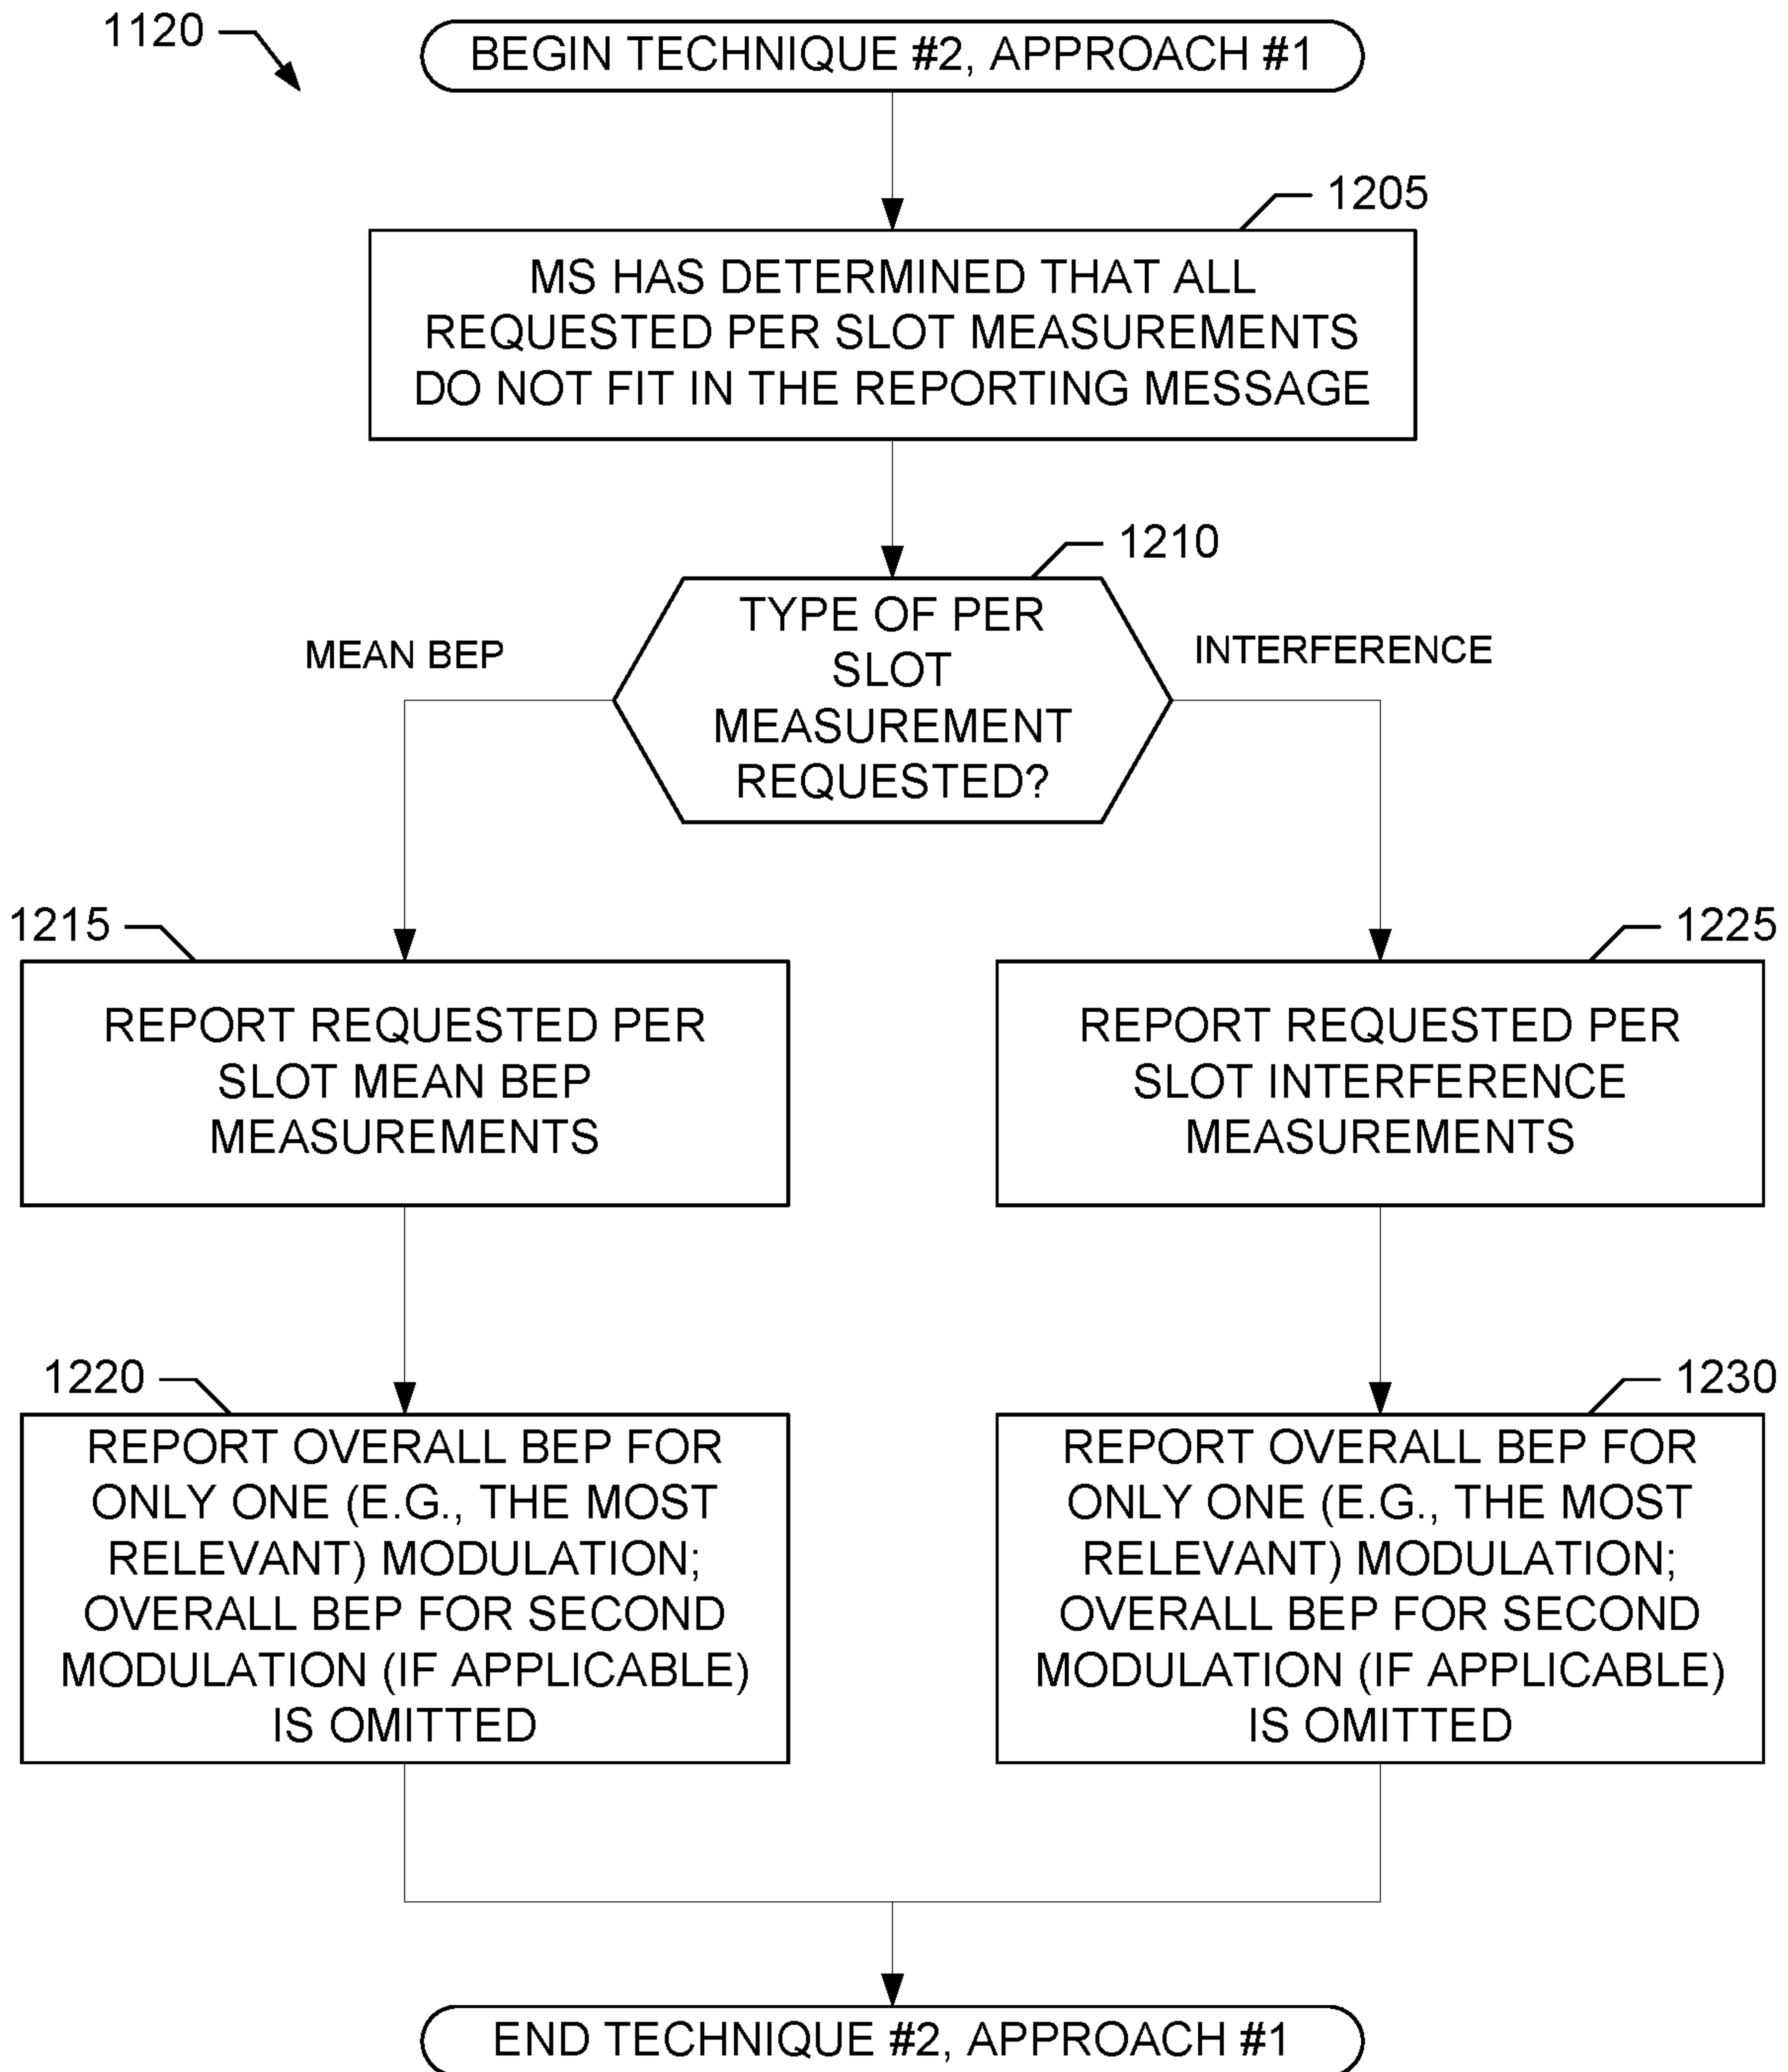 1120
BEGIN TECHNIQUE #2, APPROACH #1
1205
MS HAS DETERMINED THAT ALL
REQUESTED PER SLOT MEASUREMENTS
DO NOT FIT IN THE REPORTING MESSAGE
1210
TYPE OF PER
SLOT
MEASUREMENT
REQUESTED?
MEAN BEP
INTERFERENCE
1215
REPORT REQUESTED PER
SLOT MEAN BEP
MEASUREMENTS
1225
REPORT REQUESTED PER
SLOT INTERFERENCE
MEASUREMENTS
1220
REPORT OVERALL BEP FOR
ONLY ONE (E.G., THE MOST
RELEVANT) MODULATION;
OVERALL BEP FOR SECOND
MODULATION (IF APPLICABLE)
IS OMITTED
1230
REPORT OVERALL BEP FOR
ONLY ONE (E.G., THE MOST
RELEVANT) MODULATION;
OVERALL BEP FOR SECOND
MODULATION (IF APPLICABLE)
IS OMITTED
END TECHNIQUE #2, APPROACH #1